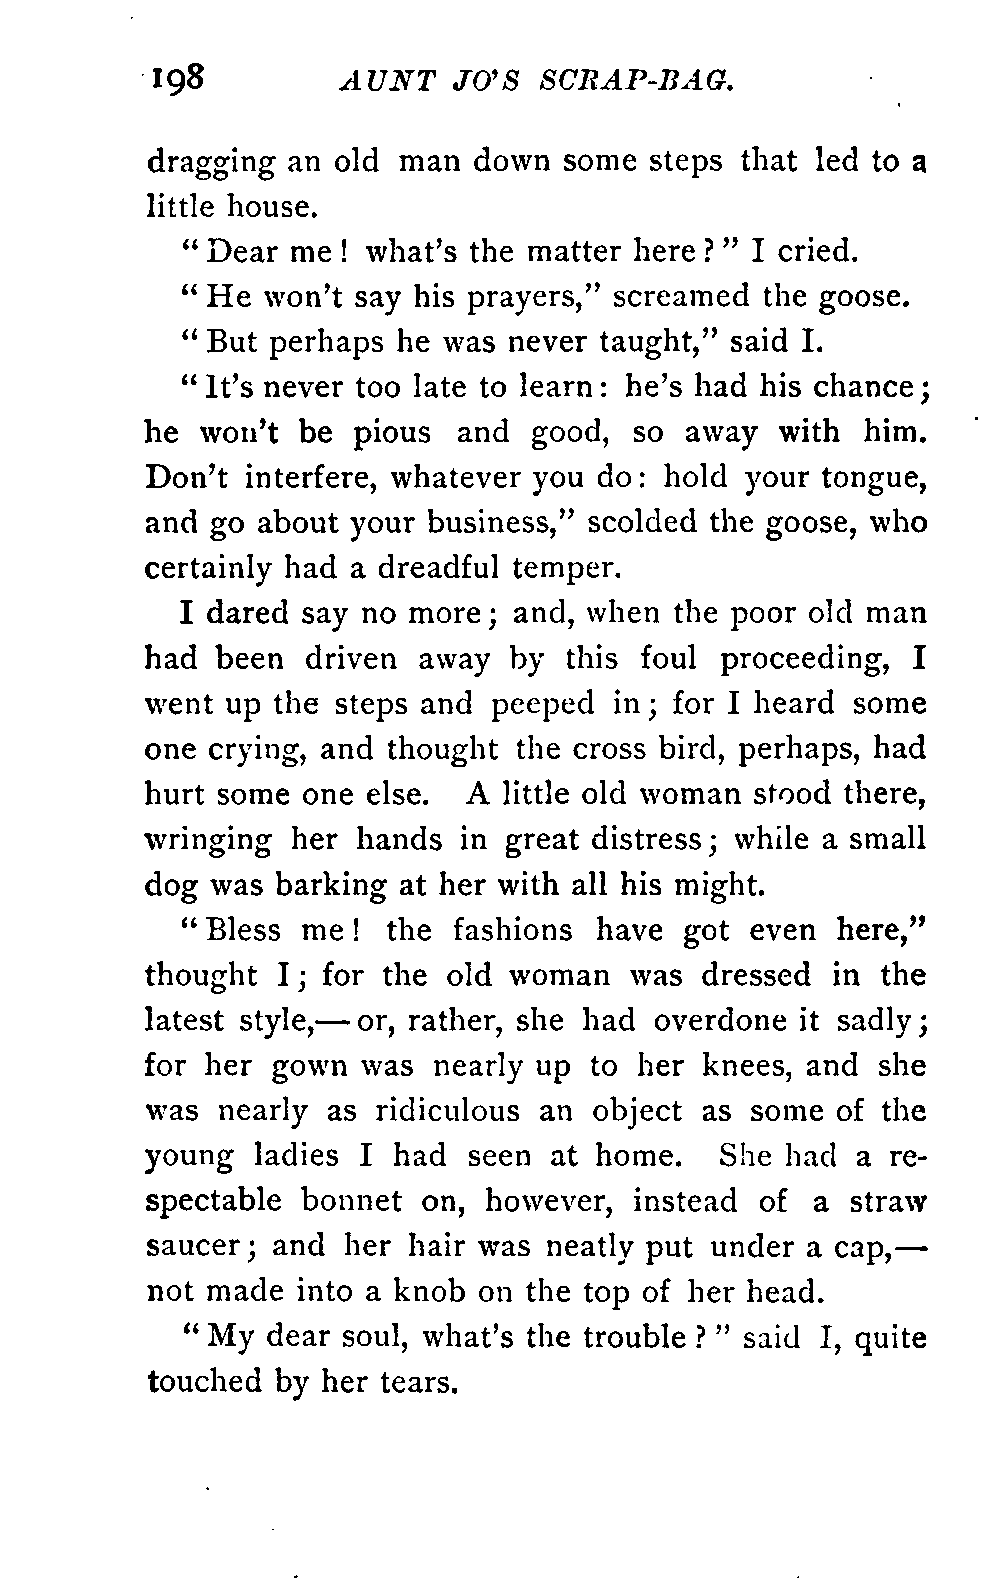 198 AUNT JO'S SCRAP-BAG.
dragging an old man down some steps that led to a
little house.
"Dear me! what's the matter here?" I cried.
"He won't say his prayers," screamed the goose.
"But perhaps he was never taught," said I.
"It's never too late to learn: he's had his chance;
he won't be pious and good, so away with him.
Don't interfere, whatever you do: hold your tongue,
and go about your business," scolded the goose, who
certainly had a dreadful temper.
I dared say no more; and, when the poor old man
had been driven away by this foul proceeding, I
went up the steps and peeped in; for I heard some
one crying, and thought the cross bird, perhaps, had
hurt some one else. A little old woman stood there,
wringing her hands in great distress; while a small
dog was barking at her with all his might.
"Bless me! the fashions have got even here,"
thought I; for the old woman was dressed in the
latest style,—or, rather, she had overdone it sadly;
for her gown was nearly up to her knees, and she
was nearly as ridiculous an object as some of the
young ladies I had seen at home. She had a re-
spectable bonnet on, however, instead of a straw
saucer; and her hair was neatly put under a cap,—
not made into a knob on the top of her head.
"My dear soul, what's the trouble?" said I, quite
touched by her tears.